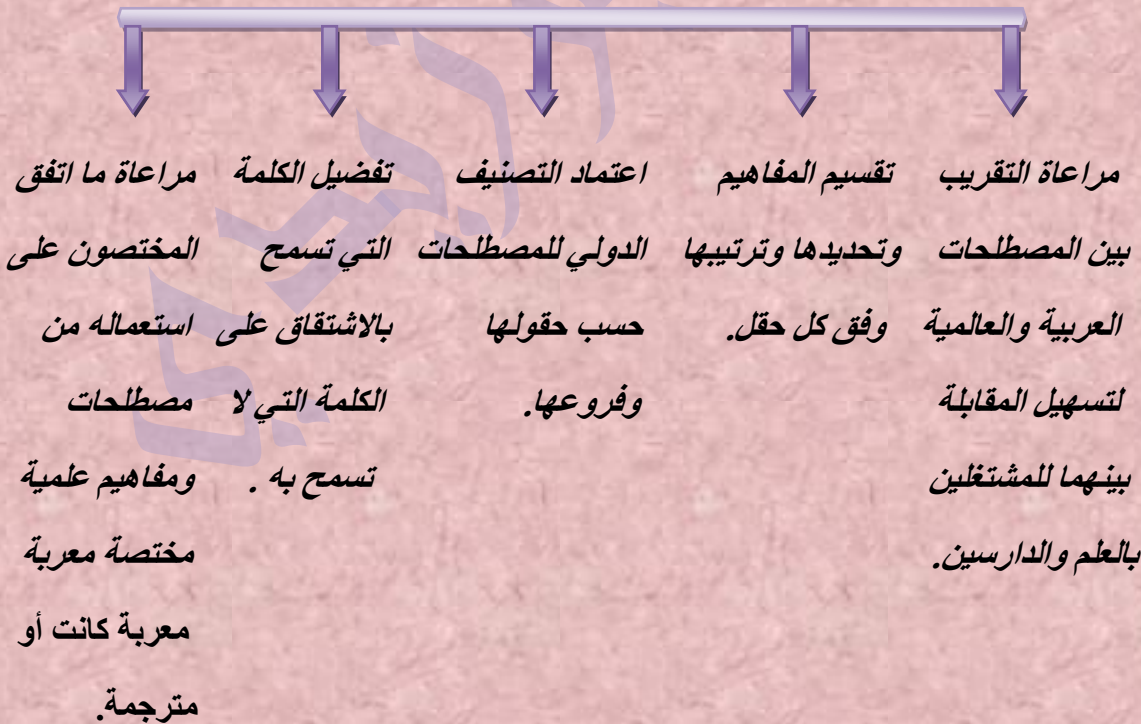 مراعاة التقريب
بين المصطلحات
العربية والعالمية
لتسهيل المقابلة
بينهما للمشتغلين
بالعلم والدارسين.
تقسيم المفاهيم
وتحديدها وترتيبها
وفق كل حقل.
اعتماد التصنيف
الدولي للمصطلحات
حسب حقولها
وفروعها.
تفضيل الكلمة
التي تسمح
بالاشتقاق على
الكلمة التي لا
تسمح به .
مراعاة ما اتفق
المختصون على
استعماله من
مصطلحات
ومفاهيم علمية
مختصة معربة
معربة كانت أو
مترجمة.